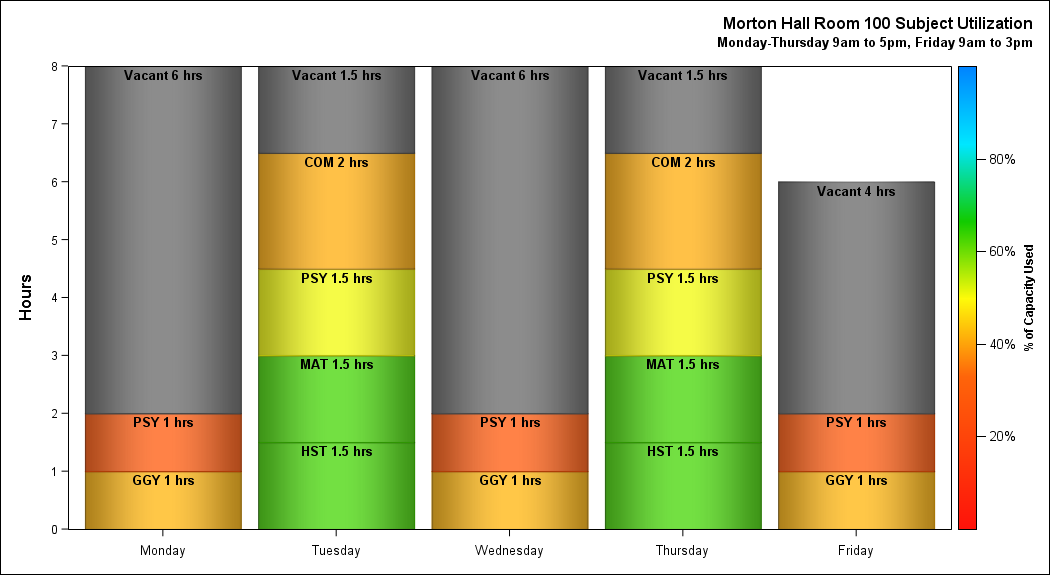 Morton Hall Room 100 Subject Utilization
Monday-Thursday 9am to 5pm, Friday 9am to 3pm
Hours
8
7
6
5
4
3
2
1
0
Vacant 6 hrs
PSY 1 hrs
GGY 1 hrs
Vacant 1.5 hrs
COM 2 hrs
PSY 1.5 hrs
MAT 1.5 hrs
HST 1.5 hrs
Vacant 6 hrs
PSY 1 hrs
GGY 1 hrs
Vacant 1.5 hrs
COM 2 hrs
PSY 1.5 hrs
MAT 1.5 hrs
HST 1.5 hrs
Vacant 4 hrs
PSY 1 hrs
GGY 1 hrs
Monday
Tuesday
Wednesday
Thursday
Friday
80%
60%
40%
20%
% of Capacity Used